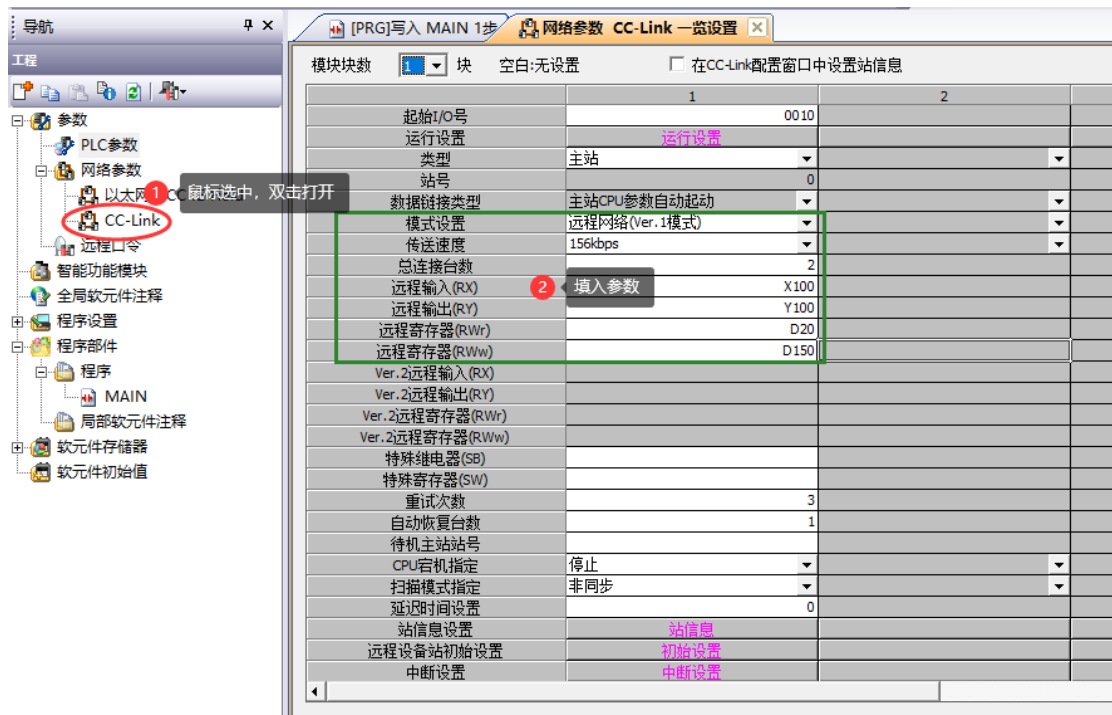 导航
工程
参数
PLC参数
网络参数
以太网
CC-Link
远程口令
智能功能模块
全局软元件注释
程序设置
程序部件
程序
MAIN
局部软元件注释
软元件存储器
软元件初始值
1 鼠标选中，双击打开
[PRG]写入 MAIN 1步
网络参数 CC-Link 一览设置
模块块数 1 块 空白:无设置 在CC-Link配置窗口中设置站信息
1 2
起始I/O号 0010
运行设置 运行设置
类型 主站
站号 0
数据链接类型 主站CPU参数自动起动
模式设置 远程网络(Ver.1模式)
传送速度 156kbps
总连接台数 2
远程输入(RX) X100
2 填入参数
远程输出(RY) Y100
远程寄存器(RWr) D20
远程寄存器(RWw) D150
Ver.2远程输入(RX)
Ver.2远程输出(RY)
Ver.2远程寄存器(RWr)
Ver.2远程寄存器(RWw)
特殊继电器(SB)
特殊寄存器(SW)
重试次数 3
自动恢复台数 1
待机主站站号
CPU宕机指定 停止
扫描模式指定 非同步
延迟时间设置 0
站信息设置 站信息
远程设备站初始设置 初始设置
中断设置 中断设置